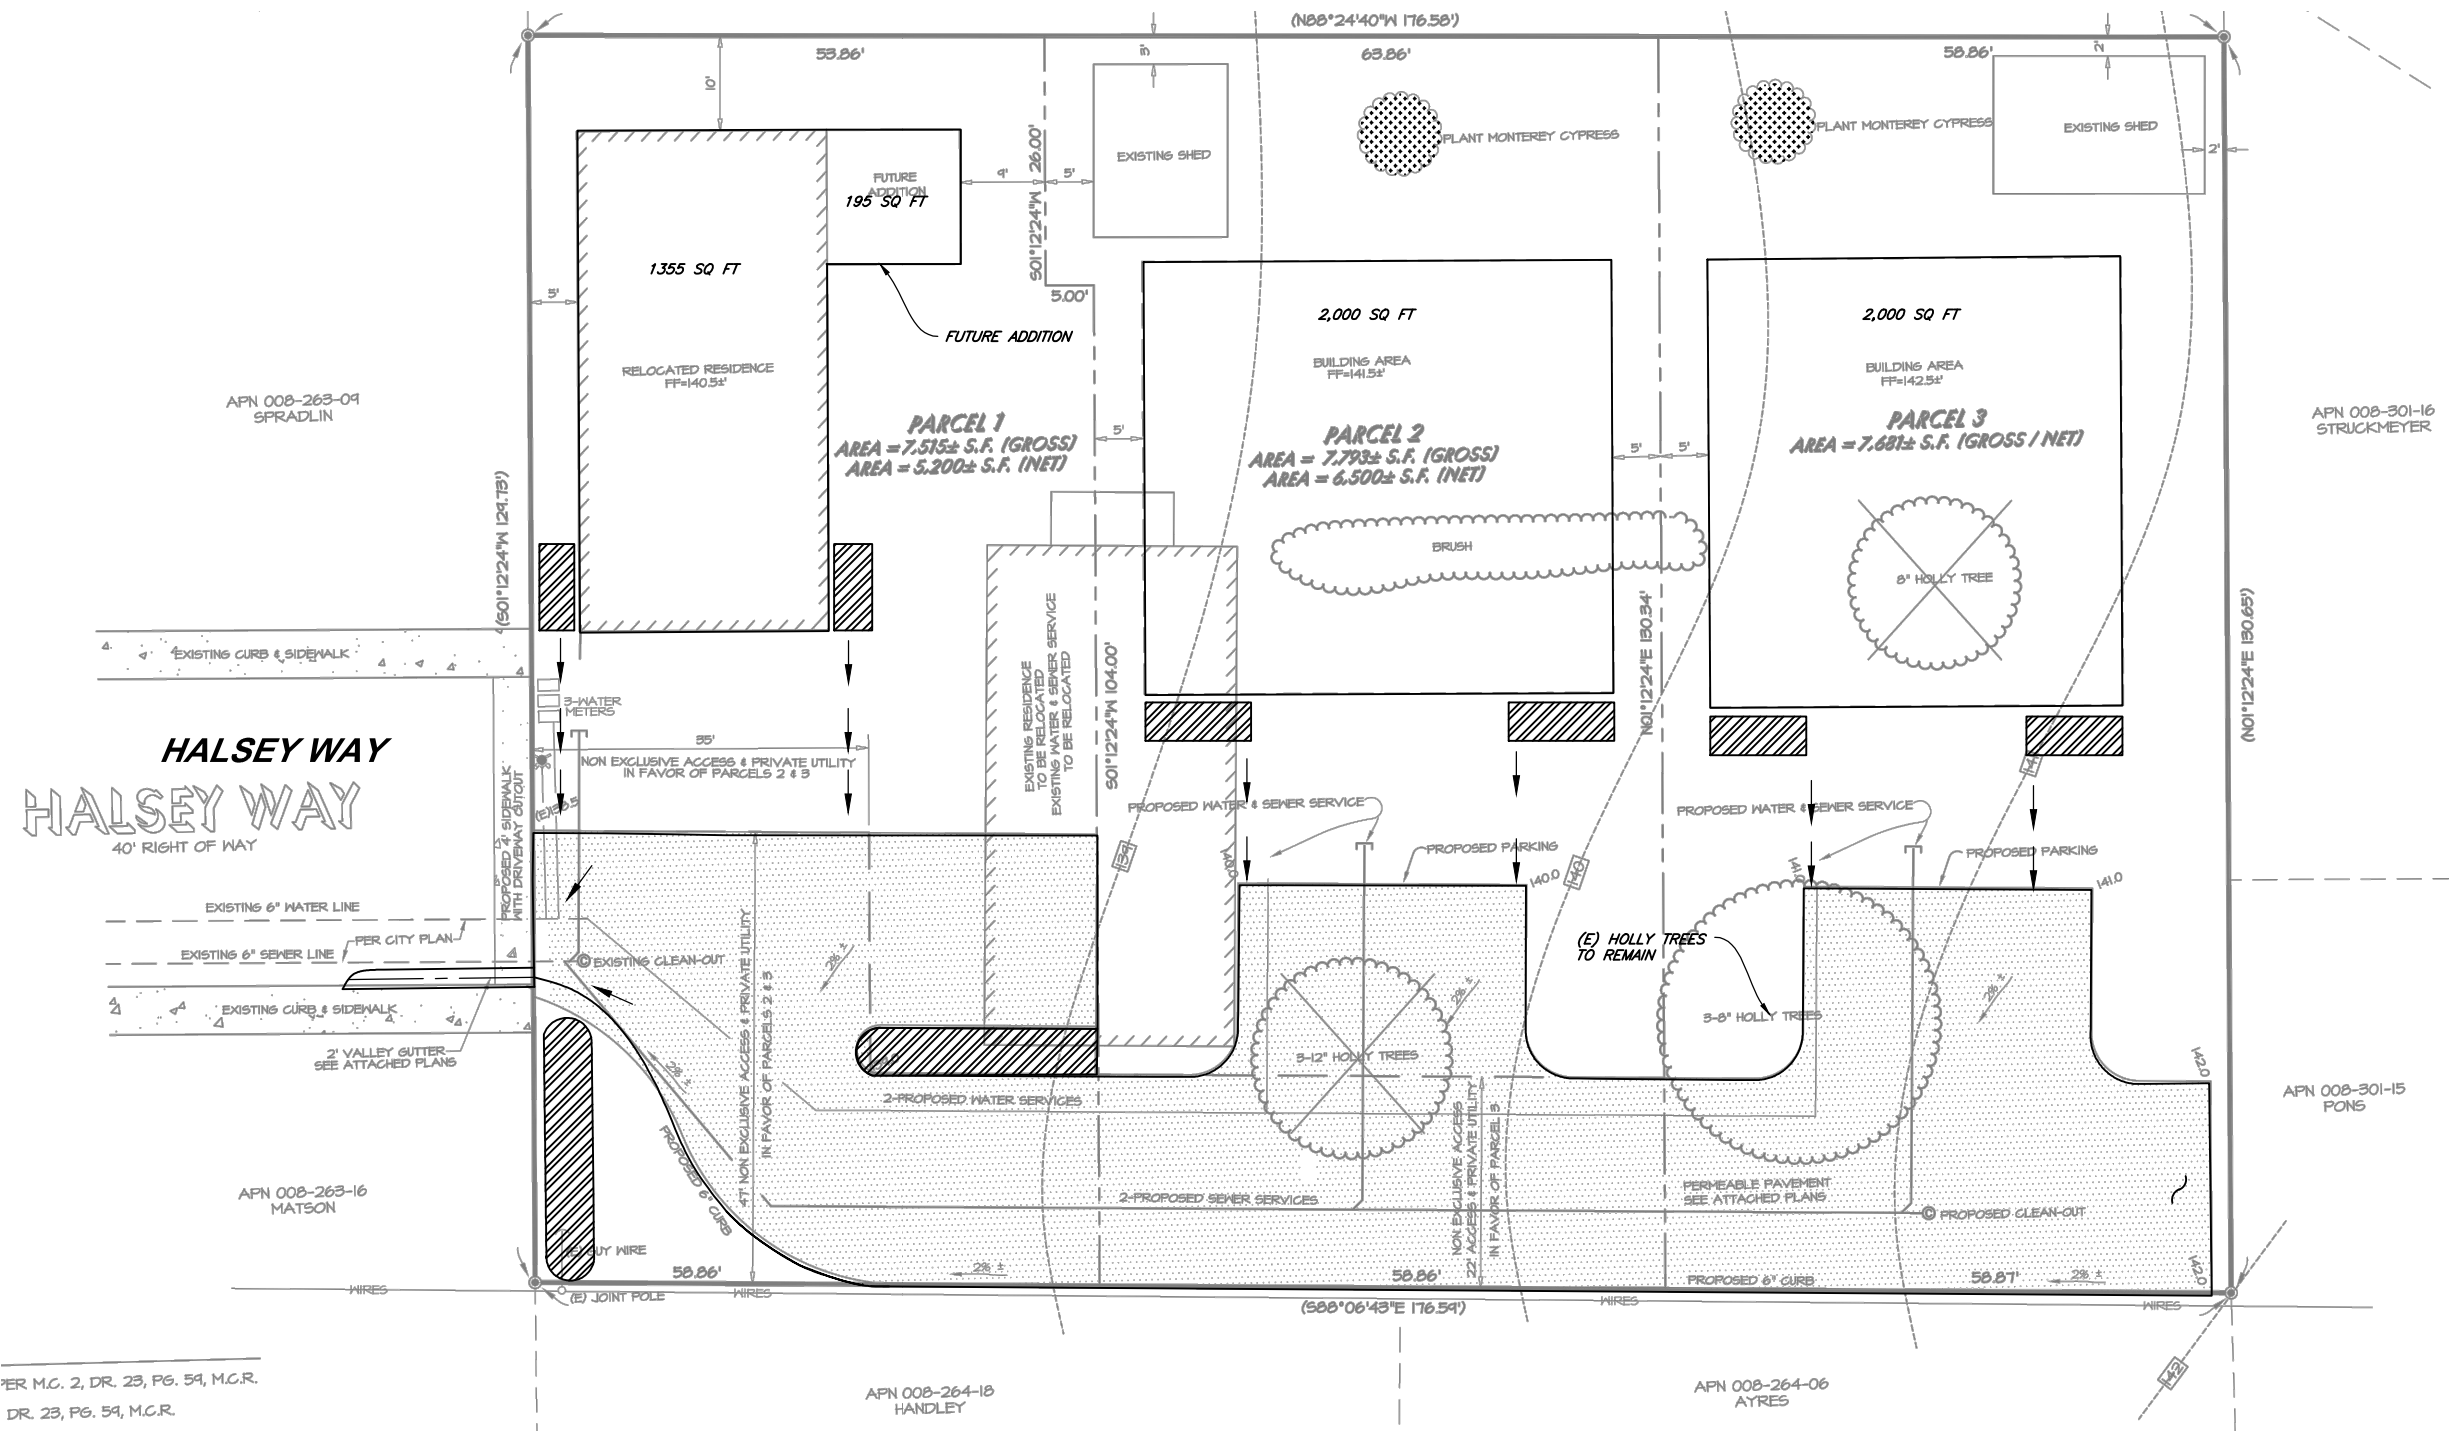 (N88°24'40"W 176.58')
53.86'
63.86'
58.86'
10'
3'
2'
S01°12'24"W 26.00'
PLANT MONTEREY CYPRESS
PLANT MONTEREY CYPRESS
EXISTING SHED
EXISTING SHED
2'
FUTURE
ADDITION
195 SQ FT
9'
5'
1355 SQ FT
5'
5.00'
FUTURE ADDITION
2,000 SQ FT
2,000 SQ FT
RELOCATED RESIDENCE
FF=140.5±'
BUILDING AREA
FF=141.5±'
BUILDING AREA
FF=142.5±'
APN 008-263-09
SPRADLIN
PARCEL 1
AREA = 7,515± S.F. (GROSS)
AREA = 5,200± S.F. (NET)
5'
PARCEL 2
AREA = 7,793± S.F. (GROSS)
AREA = 6,500± S.F. (NET)
5'
5'
PARCEL 3
AREA = 7,681± S.F. (GROSS / NET)
APN 008-301-16
STRUCKMEYER
(S01°12'24"W 129.73')
BRUSH
8" HOLLY TREE
EXISTING RESIDENCE
TO BE RELOCATED
EXISTING WATER & SEWER SERVICE
TO BE RELOCATED
S01°12'24"W 104.00'
N01°12'24"E 130.34'
(N01°12'24"E 130.65')
EXISTING CURB & SIDEWALK
3-WATER
METERS
HALSEY WAY
HALSEY WAY
40' RIGHT OF WAY
35'
NON EXCLUSIVE ACCESS & PRIVATE UTILITY
IN FAVOR OF PARCELS 2 & 3
PROPOSED 4' SIDEWALK
WITH DRIVEWAY CUTOUT
(E)138.5
PROPOSED WATER & SEWER SERVICE
PROPOSED WATER & SEWER SERVICE
PROPOSED PARKING
PROPOSED PARKING
139
140.0
140.0
140
141.0
141.0
EXISTING 6" WATER LINE
PER CITY PLAN
EXISTING 6" SEWER LINE
EXISTING CLEAN-OUT
(E) HOLLY TREES
TO REMAIN
EXISTING CURB & SIDEWALK
2' VALLEY GUTTER
SEE ATTACHED PLANS
47' NON EXCLUSIVE ACCESS & PRIVATE UTILITY
IN FAVOR OF PARCELS 2 & 3
2% ±
2% ±
2% ±
2% ±
3-8" HOLLY TREES
3-12" HOLLY TREES
142.0
2-PROPOSED WATER SERVICES
APN 008-301-15
PONS
PROPOSED 6" CURB
NON EXCLUSIVE ACCESS
22' ACCESS & PRIVATE UTILITY
IN FAVOR OF PARCEL 3
APN 008-263-16
MATSON
2-PROPOSED SEWER SERVICES
PERMEABLE PAVEMENT
SEE ATTACHED PLANS
PROPOSED CLEAN-OUT
(E) GUY WIRE
58.86'
2% ±
58.86'
PROPOSED 6" CURB
58.87'
2% ±
142.0
WIRES
(E) JOINT POLE
WIRES
(S88°06'43"E 176.59')
WIRES
WIRES
142
PER M.C. 2, DR. 23, PG. 59, M.C.R.
DR. 23, PG. 59, M.C.R.
APN 008-264-18
HANDLEY
APN 008-264-06
AYRES